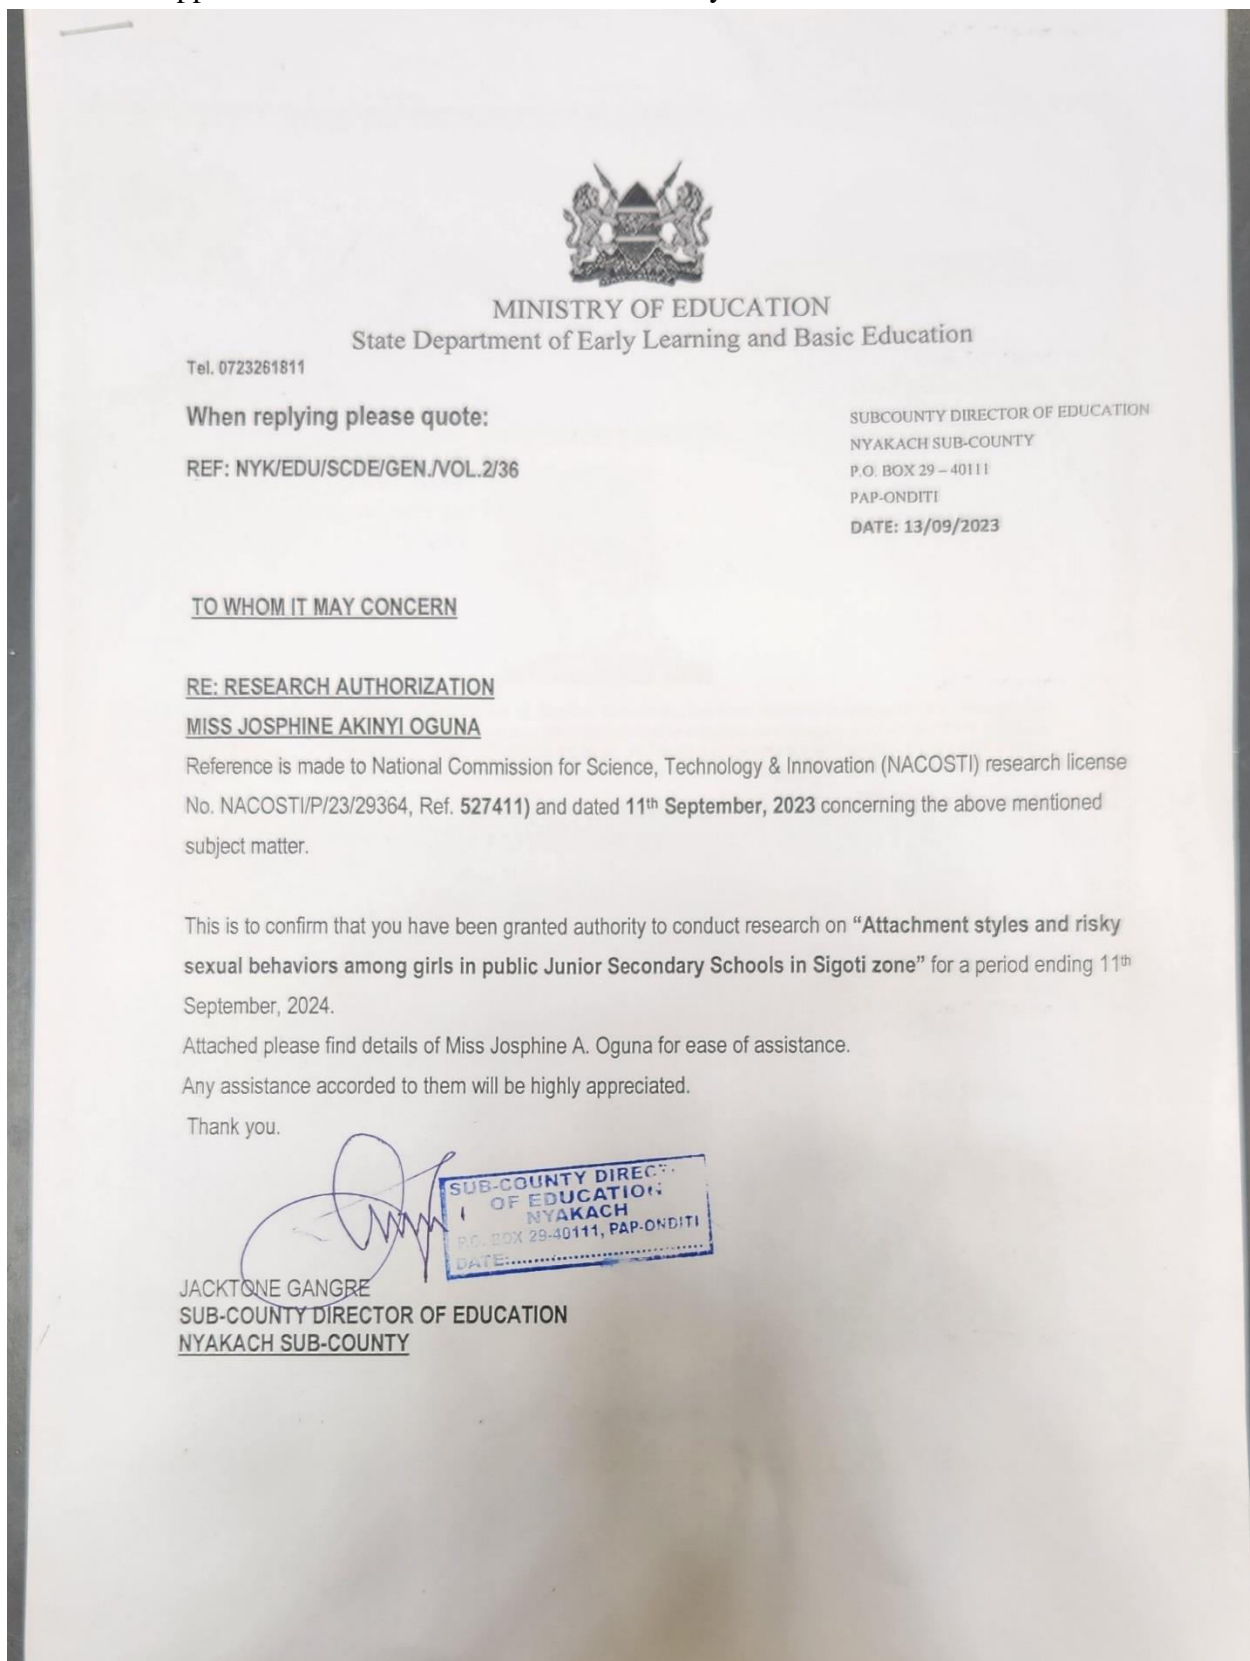 MINISTRY OF EDUCATION
State Department of Early Learning and Basic Education
Tel. 0723261811
When replying please quote:
REF: NYK/EDU/SCDE/GEN./VOL.2/36
SUBCOUNTY DIRECTOR OF EDUCATION
NYAKACH SUB-COUNTY
P.O. BOX 29 – 40111
PAP-ONDITI
DATE: 13/09/2023
TO WHOM IT MAY CONCERN
RE: RESEARCH AUTHORIZATION
MISS JOSPHINE AKINYI OGUNA
Reference is made to National Commission for Science, Technology & Innovation (NACOSTI) research license
No. NACOSTI/P/23/29364, Ref. 527411) and dated 11th September, 2023 concerning the above mentioned
subject matter.
This is to confirm that you have been granted authority to conduct research on “Attachment styles and risky
sexual behaviors among girls in public Junior Secondary Schools in Sigoti zone” for a period ending 11th
September, 2024.
Attached please find details of Miss Josphine A. Oguna for ease of assistance.
Any assistance accorded to them will be highly appreciated.
Thank you.
SUB-COUNTY DIREC
OF EDUCATION
NYAKACH
P.O. BOX 29-40111, PAP-ONDITI
DATE:
JACKTONE GANGRE
SUB-COUNTY DIRECTOR OF EDUCATION
NYAKACH SUB-COUNTY